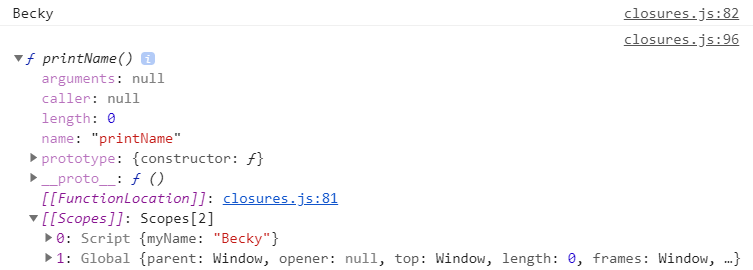 Becky closures.js:82
closures.js:96
ƒ printName() i
arguments: null
caller: null
length: 0
name: "printName"
prototype: {constructor: ƒ}
__proto__: ƒ ()
[[FunctionLocation]]: closures.js:81
[[Scopes]]: Scopes[2]
0: Script {myName: "Becky"}
1: Global {parent: Window, opener: null, top: Window, length: 0, frames: Window, …}